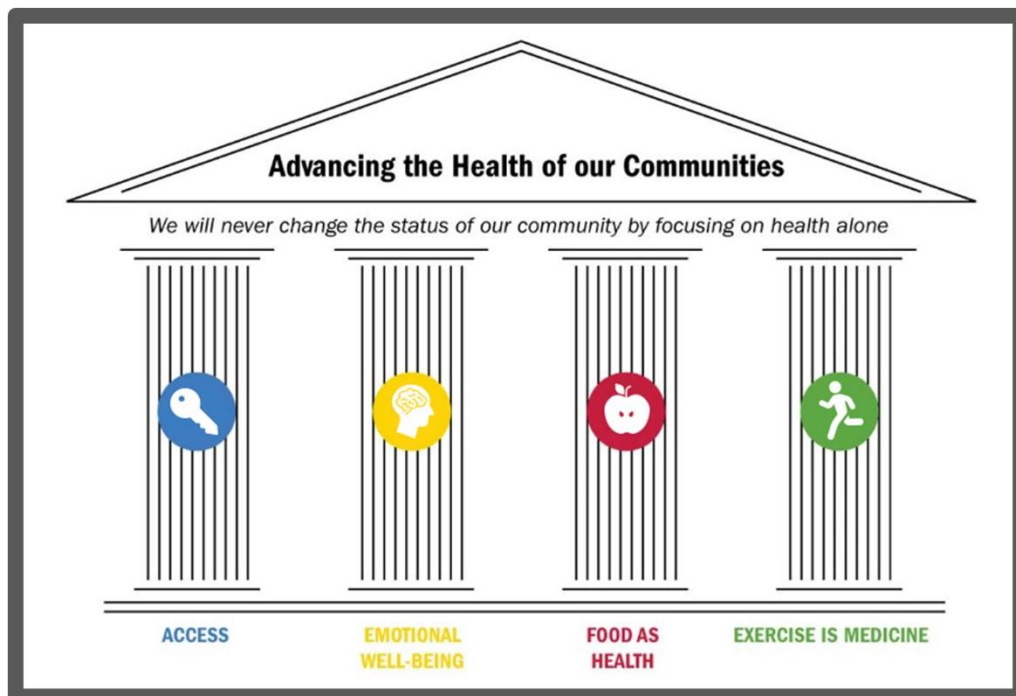 Advancing the Health of our Communities
We will never change the status of our community by focusing on health alone
ACCESS
EMOTIONAL
WELL-BEING
FOOD AS
HEALTH
EXERCISE IS MEDICINE